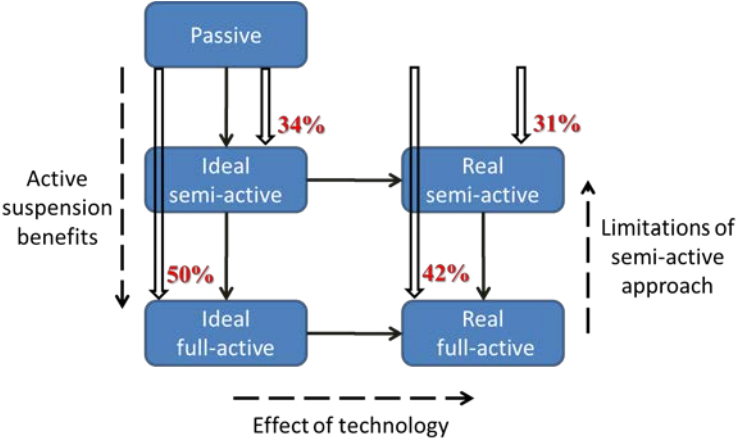 Passive
34%
31%
Ideal
semi-active
Real
semi-active
Active
suspension
benefits
Limitations of
semi-active
approach
50%
42%
Ideal
full-active
Real
full-active
Effect of technology